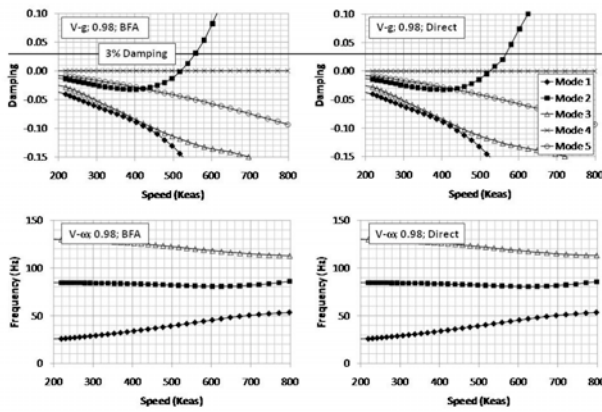 V-g; 0.98; BFA
3% Damping
Damping
0.10
0.05
0.00
-0.05
-0.10
-0.15
200 300 400 500 600 700 800
Speed (Keas)
V-g; 0.98; Direct
Damping
0.10
0.05
0.00
-0.05
-0.10
-0.15
Mode 1
Mode 2
Mode 3
Mode 4
Mode 5
200 300 400 500 600 700 800
Speed (Keas)
V-ω; 0.98; BFA
Frequency (Hz)
150
100
50
0
200 300 400 500 600 700 800
Speed (Keas)
V-ω; 0.98; Direct
Frequency (Hz)
150
100
50
0
200 300 400 500 600 700 800
Speed (Keas)